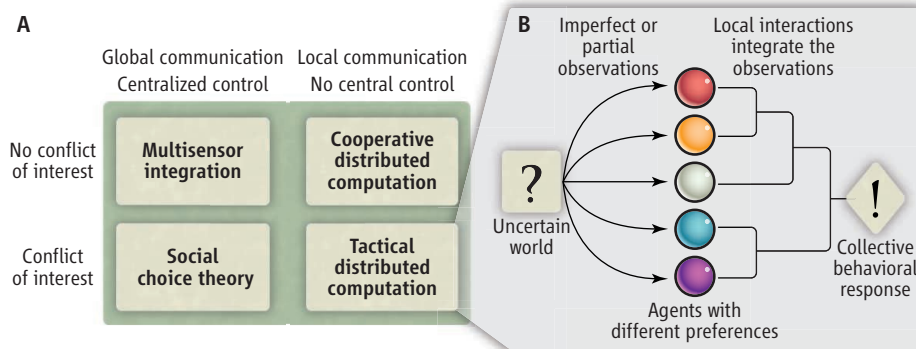 A
Global communication
Centralized control
Local communication
No central control
No conflict
of interest
Multisensor
integration
Cooperative
distributed
computation
Conflict
of interest
Social
choice theory
Tactical
distributed
computation
B
Imperfect or
partial
observations
Local interactions
integrate the
observations
?
Uncertain
world
!
Collective
behavioral
response
Agents with
different preferences